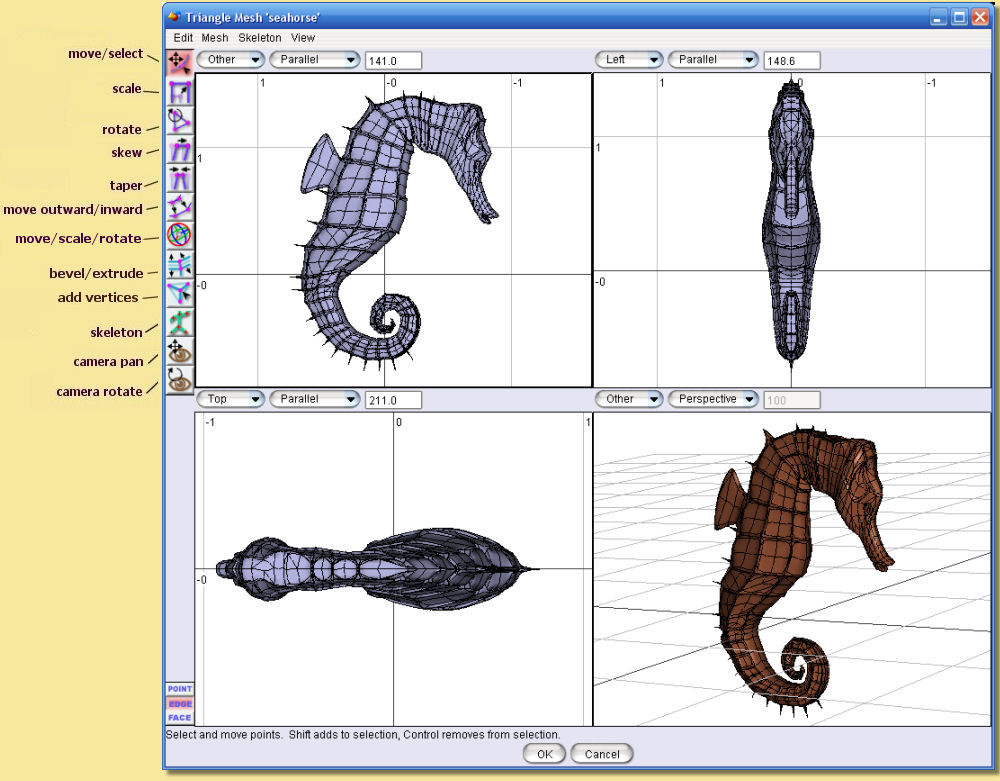 Triangle Mesh 'seahorse'
Edit Mesh Skeleton View
move/select
scale
rotate
skew
taper
move outward/inward
move/scale/rotate
bevel/extrude
add vertices
skeleton
camera pan
camera rotate
Other Parallel 141.0
1 -0 -1
1
-0
Left Parallel 148.6
1 0 -1
1
-0
Top Parallel 211.0
-1 0 1
-0
Other Perspective 100
POINT
EDGE
FACE
Select and move points. Shift adds to selection, Control removes from selection.
OK Cancel